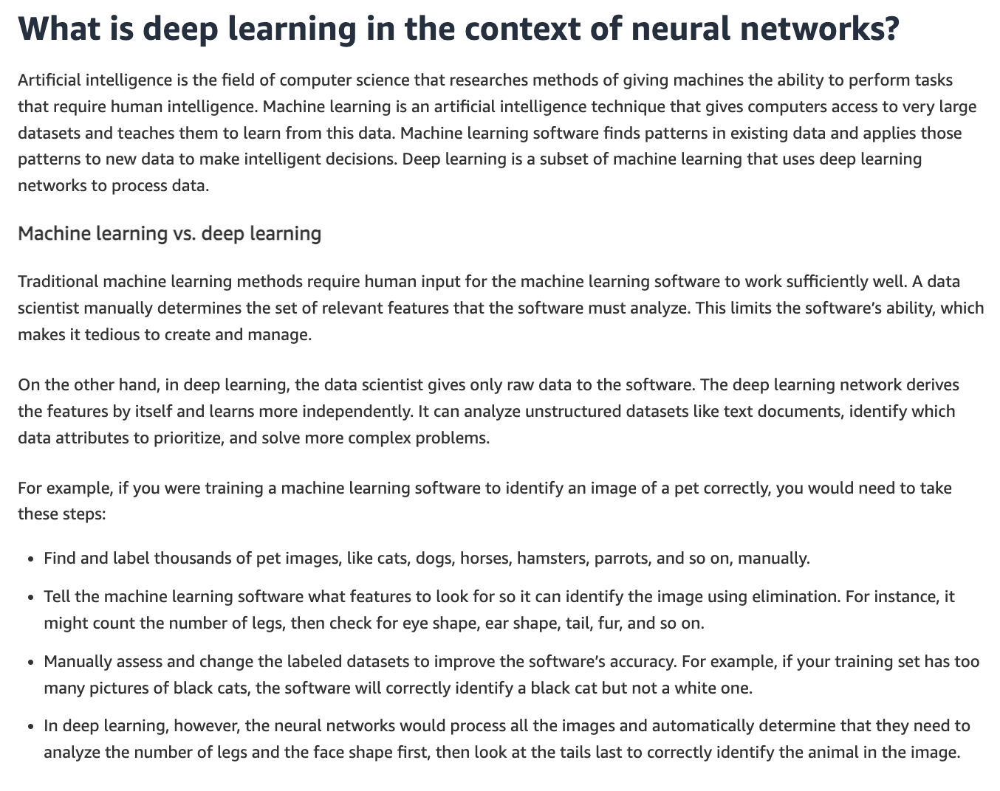 What is deep learning in the context of neural networks?
Artificial intelligence is the field of computer science that researches methods of giving machines the ability to perform tasks
that require human intelligence. Machine learning is an artificial intelligence technique that gives computers access to very large
datasets and teaches them to learn from this data. Machine learning software finds patterns in existing data and applies those
patterns to new data to make intelligent decisions. Deep learning is a subset of machine learning that uses deep learning
networks to process data.
Machine learning vs. deep learning
Traditional machine learning methods require human input for the machine learning software to work sufficiently well. A data
scientist manually determines the set of relevant features that the software must analyze. This limits the software’s ability, which
makes it tedious to create and manage.
On the other hand, in deep learning, the data scientist gives only raw data to the software. The deep learning network derives
the features by itself and learns more independently. It can analyze unstructured datasets like text documents, identify which
data attributes to prioritize, and solve more complex problems.
For example, if you were training a machine learning software to identify an image of a pet correctly, you would need to take
these steps:
• Find and label thousands of pet images, like cats, dogs, horses, hamsters, parrots, and so on, manually.
• Tell the machine learning software what features to look for so it can identify the image using elimination. For instance, it
might count the number of legs, then check for eye shape, ear shape, tail, fur, and so on.
• Manually assess and change the labeled datasets to improve the software’s accuracy. For example, if your training set has too
many pictures of black cats, the software will correctly identify a black cat but not a white one.
• In deep learning, however, the neural networks would process all the images and automatically determine that they need to
analyze the number of legs and the face shape first, then look at the tails last to correctly identify the animal in the image.